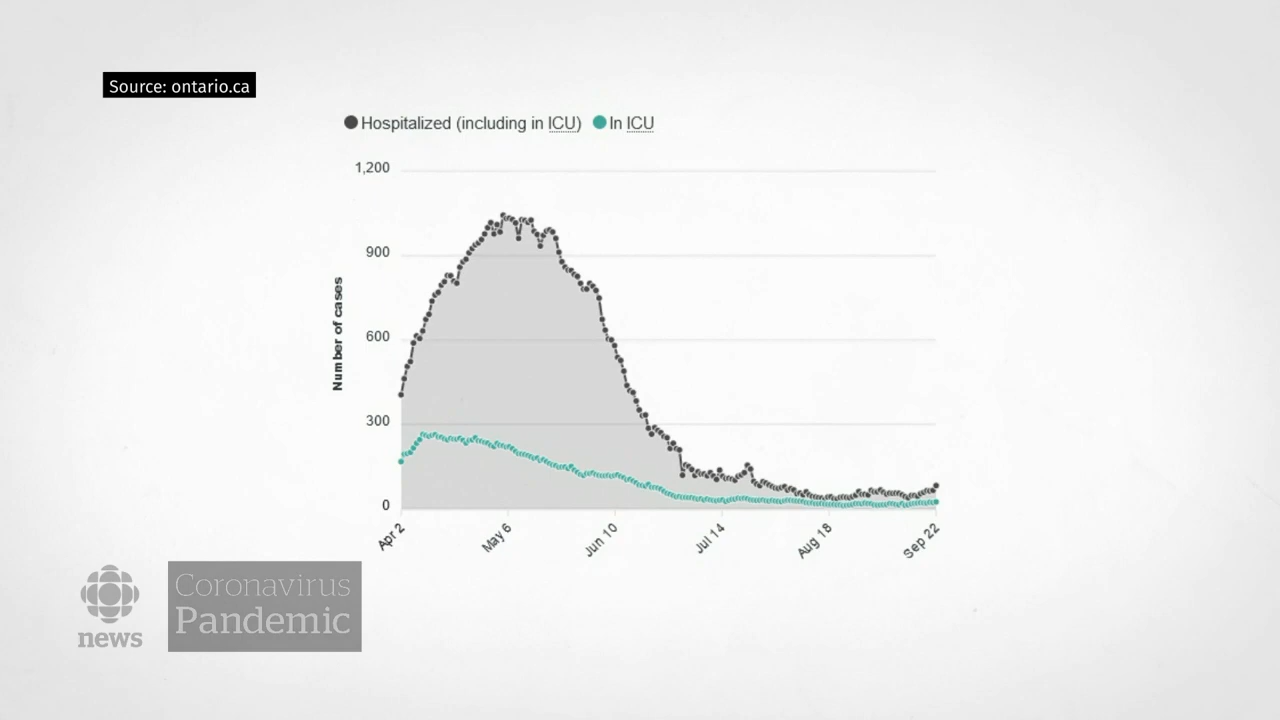 Source: ontario.ca
Hospitalized (including in ICU) In ICU
1,200
900
600
300
0
Number of cases
Apr 2 May 6 Jun 10 Jul 14 Aug 18 Sep 22
news
Coronavirus
Pandemic